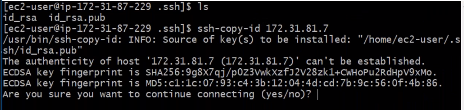 [ec2-user@ip-172-31-87-229 .ssh]$ ls
id_rsa  id_rsa.pub
[ec2-user@ip-172-31-87-229 .ssh]$ ssh-copy-id 172.31.81.7
/usr/bin/ssh-copy-id: INFO: Source of key(s) to be installed: "/home/ec2-user/.s
sh/id_rsa.pub"
The authenticity of host '172.31.81.7 (172.31.81.7)' can't be established.
ECDSA key fingerprint is SHA256:9g8X7qj/pOZ3VwkXzfJ2V28zk1+CWHoPu2RdHpV9xMo.
ECDSA key fingerprint is MD5:c1:1c:07:93:c4:3b:12:04:4d:cd:7b:9c:56:0f:4b:86.
Are you sure you want to continue connecting (yes/no)?